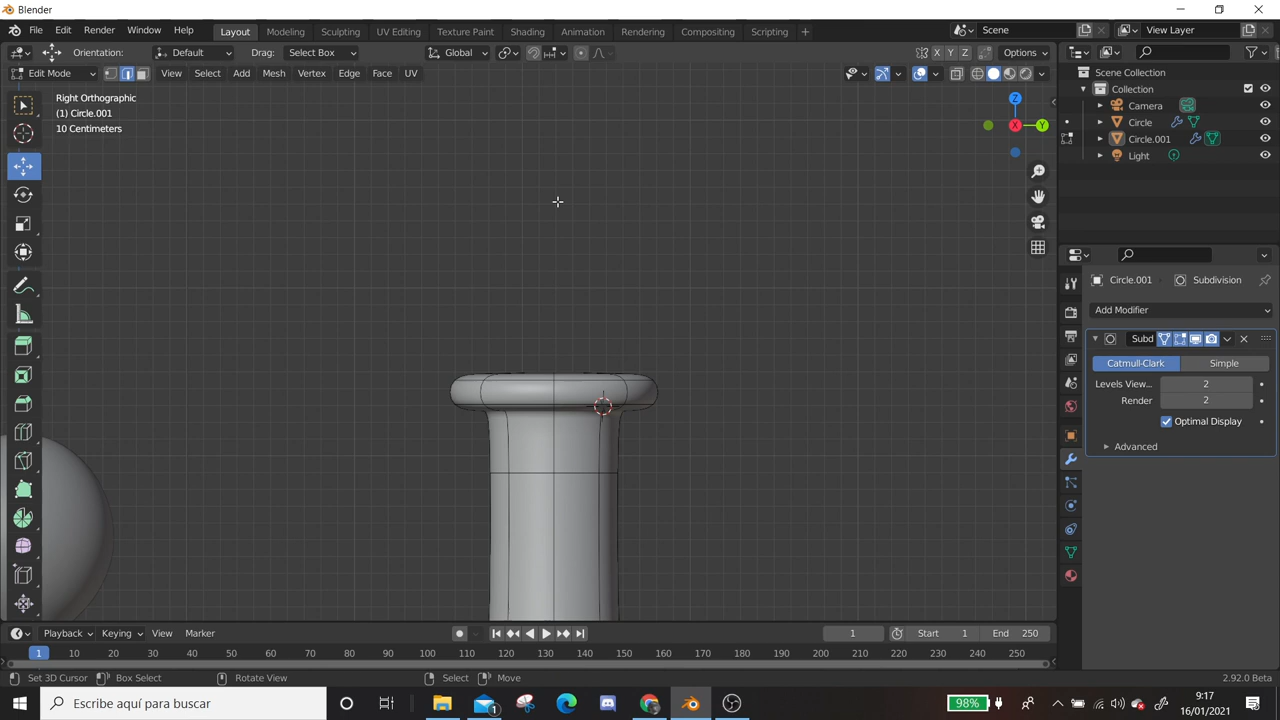 Blender
File Edit Render Window Help Layout Modeling Sculpting UV Editing Texture Paint Shading Animation Rendering Compositing Scripting + Scene View Layer
Orientation: Default Drag: Select Box Global X Y Z Options
Edit Mode View Select Add Mesh Vertex Edge Face UV
Right Orthographic
(1) Circle.001
10 Centimeters
Z
X
Y
Scene Collection
Collection
Camera
Circle
Circle.001
Light
Circle.001 Subdivision
Add Modifier
Subd
Catmull-Clark Simple
Levels View... 2
Render 2
Optimal Display
Advanced
Playback Keying View Marker 1 Start 1 End 250
1 10 20 30 40 50 60 70 80 90 100 110 120 130 140 150 160 170 180 190 200 210 220 230 240 250
Set 3D Cursor Box Select Rotate View Select Move 2.92.0 Beta
Escribe aquí para buscar 98% 9:17
16/01/2021